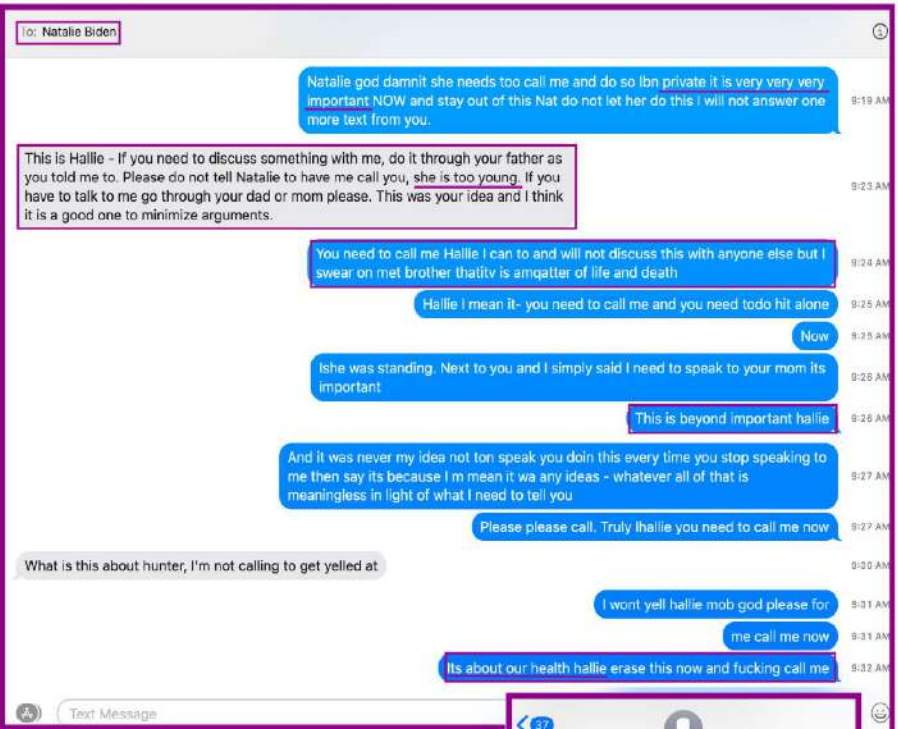 To: Natalie Biden
Natalie god damnit she needs too call me and do so Ibn private it is very very very
important NOW and stay out of this Nat do not let her do this I will not answer one
more text from you.
9:19 AM
This is Hallie - If you need to discuss something with me, do it through your father as
you told me to. Please do not tell Natalie to have me call you, she is too young. If you
have to talk to me go through your dad or mom please. This was your idea and I think
it is a good one to minimize arguments.
9:23 AM
You need to call me Hallie I can to and will not discuss this with anyone else but I
swear on met brother thatitv is amqatter of life and death
9:24 AM
Hallie I mean it- you need to call me and you need todo hit alone
9:25 AM
Now
9:25 AM
Ishe was standing. Next to you and I simply said I need to speak to your mom its
important
9:26 AM
This is beyond important hallie
9:26 AM
And it was never my idea not ton speak you doin this every time you stop speaking to
me then say its because I m mean it wa any ideas - whatever all of that is
meaningless in light of what I need to tell you
9:27 AM
Please please call. Truly Ihallie you need to call me now
9:27 AM
What is this about hunter, I'm not calling to get yelled at
9:30 AM
I wont yell hallie mob god please for
9:31 AM
me call me now
9:31 AM
Its about our health hallie erase this now and fucking call me
9:32 AM
Text Message
37